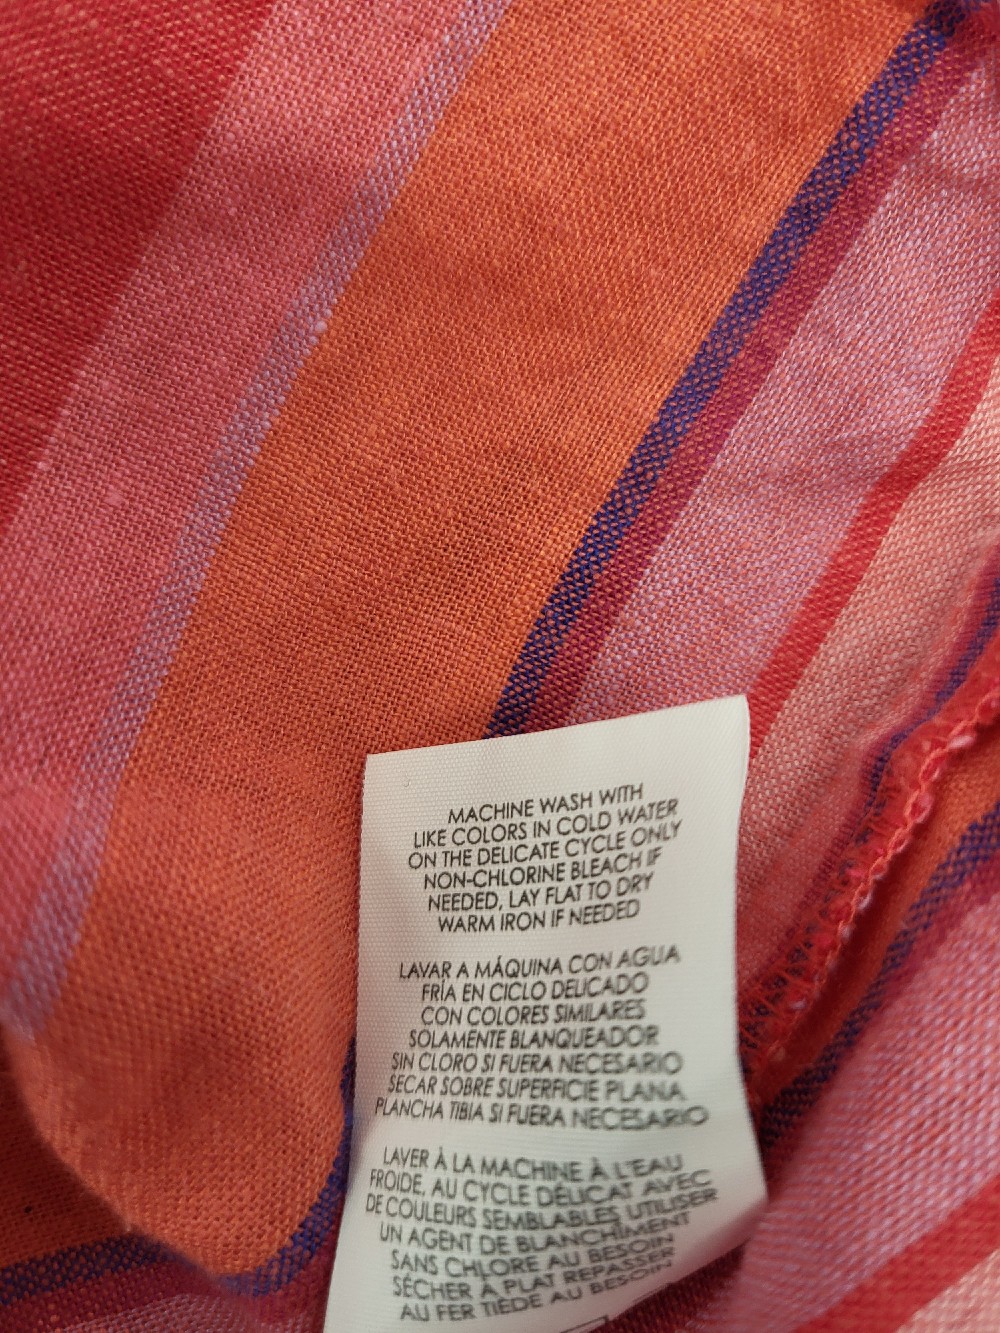 MACHINE WASH WITH
LIKE COLORS IN COLD WATER
ON THE DELICATE CYCLE ONLY
NON-CHLORINE BLEACH IF
NEEDED, LAY FLAT TO DRY
WARM IRON IF NEEDED
LAVAR A MÁQUINA CON AGUA
FRÍA EN CICLO DELICADO
CON COLORES SIMILARES
SOLAMENTE BLANQUEADOR
SIN CLORO SI FUERA NECESARIO
SECAR SOBRE SUPERFICIE PLANA
PLANCHA TIBIA SI FUERA NECESARIO
LAVER À LA MACHINE À L'EAU
FROIDE, AU CYCLE DÉLICAT AVEC
DE COULEURS SEMBLABLES, UTILISER
UN AGENT DE BLANCHIMENT
SANS CHLORE AU BESOIN
SÉCHER À PLAT REPASSER
AU FER TIÈDE AU BESOIN